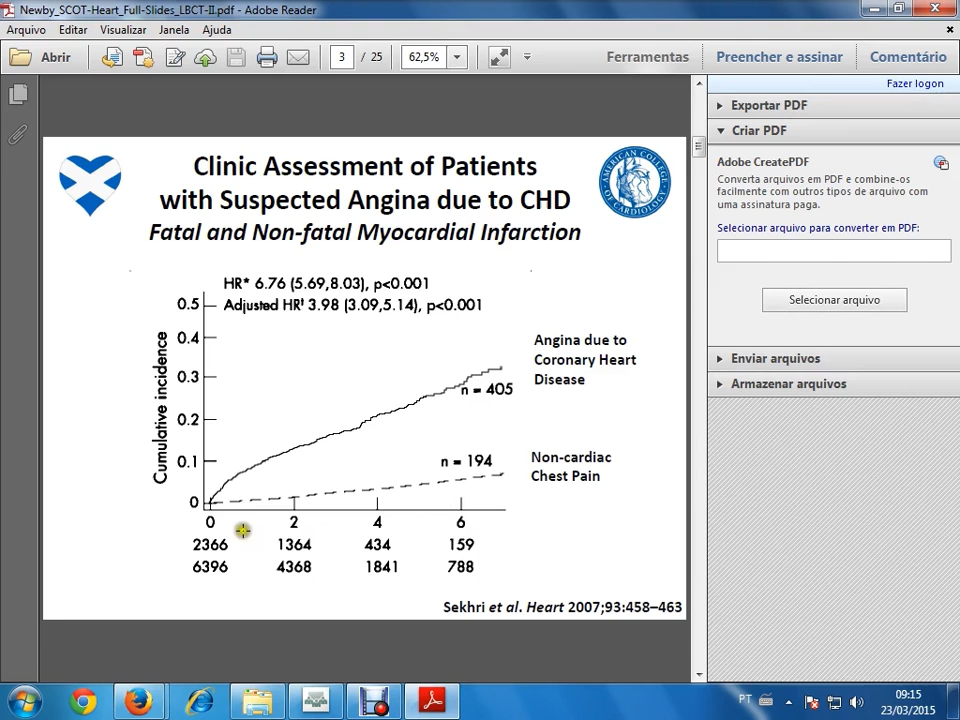 Newby_SCOT-Heart_Full-Slides_LBCT-II.pdf - Adobe Reader
Arquivo Editar Visualizar Janela Ajuda
Abrir
3 / 25
62,5%
Ferramentas
Preencher e assinar
Comentário
Fazer logon
Exportar PDF
Criar PDF
Adobe CreatePDF
Converta arquivos em PDF e combine-os
facilmente com outros tipos de arquivo com
uma assinatura paga.
Selecionar arquivo para converter em PDF:
Selecionar arquivo
Enviar arquivos
Armazenar arquivos
Clinic Assessment of Patients
with Suspected Angina due to CHD
Fatal and Non-fatal Myocardial Infarction
AMERICAN COLLEGE OF CARDIOLOGY
HR* 6.76 (5.69,8.03), p<0.001
Adjusted HR† 3.98 (3.09,5.14), p<0.001
Cumulative incidence
0.5
0.4
0.3
0.2
0.1
0
Angina due to
Coronary Heart
Disease
n = 405
n = 194
Non-cardiac
Chest Pain
0 2 4 6
2366 1364 434 159
6396 4368 1841 788
Sekhri et al. Heart 2007;93:458–463
PT
09:15
23/03/2015